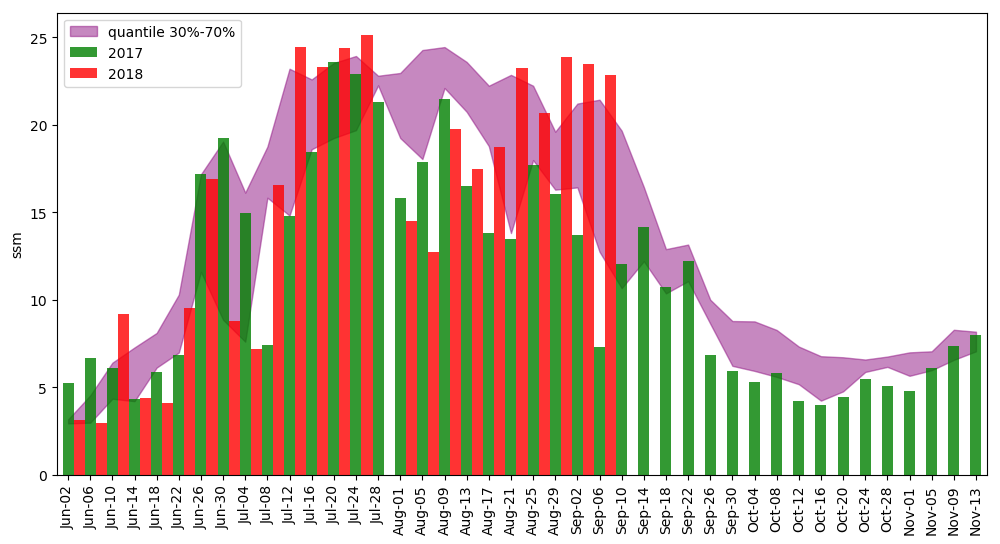 quantile 30%-70%
2017
2018
ssm
25
20
15
10
5
0
Jun-02
Jun-06
Jun-10
Jun-14
Jun-18
Jun-22
Jun-26
Jun-30
Jul-04
Jul-08
Jul-12
Jul-16
Jul-20
Jul-24
Jul-28
Aug-01
Aug-05
Aug-09
Aug-13
Aug-17
Aug-21
Aug-25
Aug-29
Sep-02
Sep-06
Sep-10
Sep-14
Sep-18
Sep-22
Sep-26
Sep-30
Oct-04
Oct-08
Oct-12
Oct-16
Oct-20
Oct-24
Oct-28
Nov-01
Nov-05
Nov-09
Nov-13